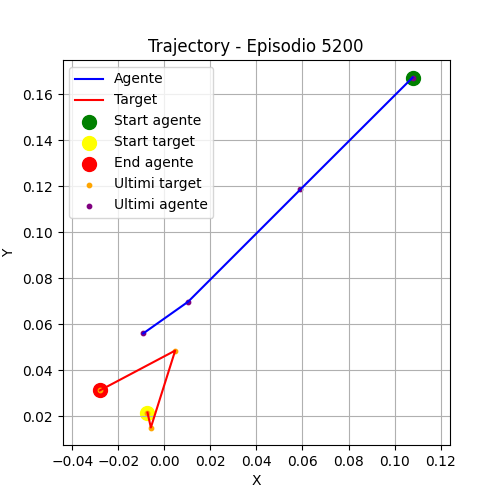 Trajectory - Episodio 5200
Agente
Target
Start agente
Start target
End agente
Ultimi target
Ultimi agente
Y
0.16
0.14
0.12
0.10
0.08
0.06
0.04
0.02
−0.04 −0.02 0.00 0.02 0.04 0.06 0.08 0.10 0.12
X